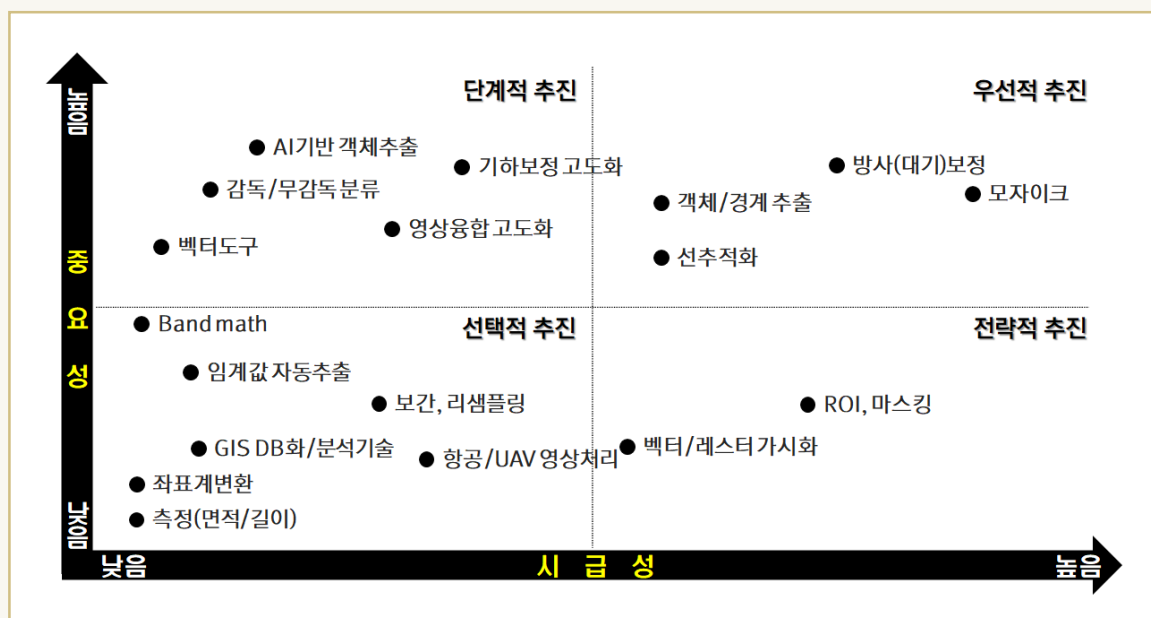 높음
중
요
성
낮음
단계적 추진
AI기반 객체추출
기하보정 고도화
감독/무감독 분류
영상융합 고도화
벡터도구
우선적 추진
방사(대기)보정
모자이크
객체/경계 추출
선추적화
선택적 추진
Band math
임계값 자동추출
보간, 리샘플링
GIS DB화/분석기술
항공/UAV 영상처리
좌표계변환
측정(면적/길이)
전략적 추진
ROI, 마스킹
벡터/레스터 가시화
낮음 시 급 성 높음